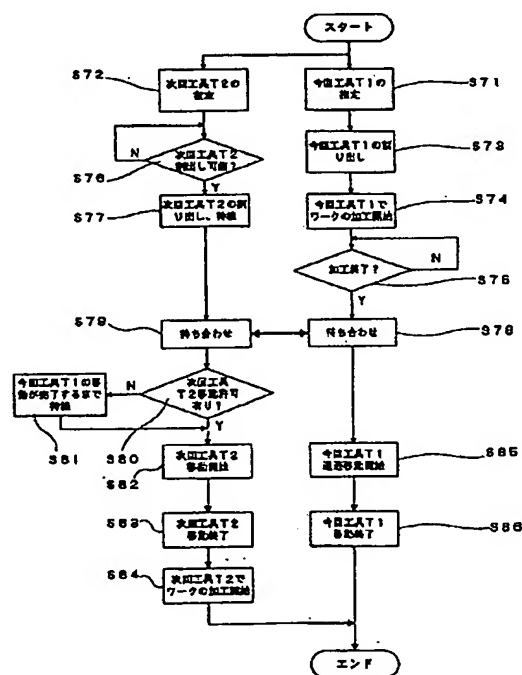 スタート
S72
次回工具T2の
指定
今回工具T1の
指定
S71
N
次回工具T2
割出し可能?
S76
Y
今回工具T1の割
り出し
S73
S77
次回工具T2の割
り出し、待機
今回工具T1で
ワークの加工開始
S74
加工完了?
N
S75
Y
S79
待ち合わせ
待ち合わせ
S78
今回工具T1の移
動が完了するまで
待機
N
次回工具
T2移動許可
有り?
Y
S81
S80
S82
次回工具T2
移動開始
今回工具T1
退避移動開始
S85
S83
次回工具T2
移動終了
今回工具T1
移動終了
S86
S84
次回工具T2で
ワークの加工開始
エンド